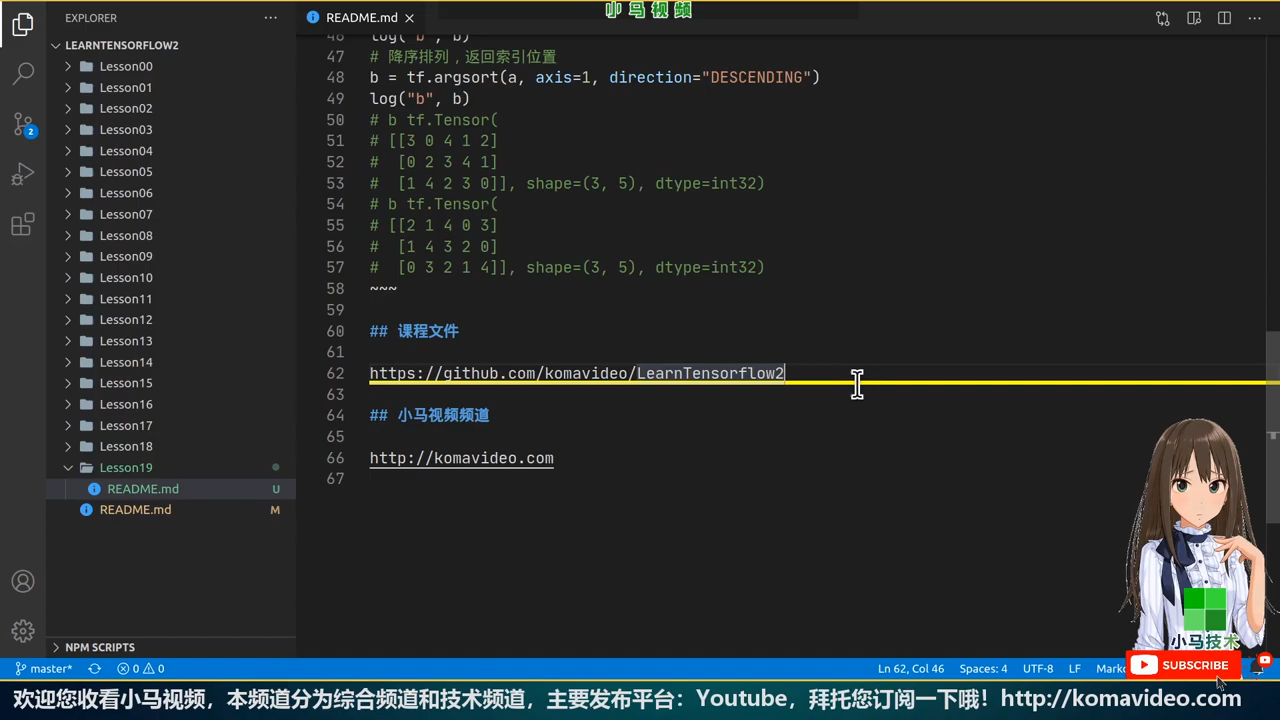 小马视频
EXPLORER
README.md
LEARNTENSORFLOW2
Lesson00
Lesson01
Lesson02
Lesson03
Lesson04
Lesson05
Lesson06
Lesson07
Lesson08
Lesson09
Lesson10
Lesson11
Lesson12
Lesson13
Lesson14
Lesson15
Lesson16
Lesson17
Lesson18
Lesson19
README.md U
README.md M
NPM SCRIPTS
2
46 log("b", b)
47 # 降序排列，返回索引位置
48 b = tf.argsort(a, axis=1, direction="DESCENDING")
49 log("b", b)
50 # b tf.Tensor(
51 # [[3 0 4 1 2]
52 #  [0 2 3 4 1]
53 #  [1 4 2 3 0]], shape=(3, 5), dtype=int32)
54 # b tf.Tensor(
55 # [[2 1 4 0 3]
56 #  [1 4 3 2 0]
57 #  [0 3 2 1 4]], shape=(3, 5), dtype=int32)
58 ~~~
59
60 ## 课程文件
61
62 https://github.com/komavideo/LearnTensorflow2
63
64 ## 小马视频频道
65
66 http://komavideo.com
67
小马技术
SUBSCRIBE
master* 0 0 Ln 62, Col 46 Spaces: 4 UTF-8 LF
欢迎您收看小马视频，本频道分为综合频道和技术频道，主要发布平台：Youtube，拜托您订阅一下哦！http://komavideo.com